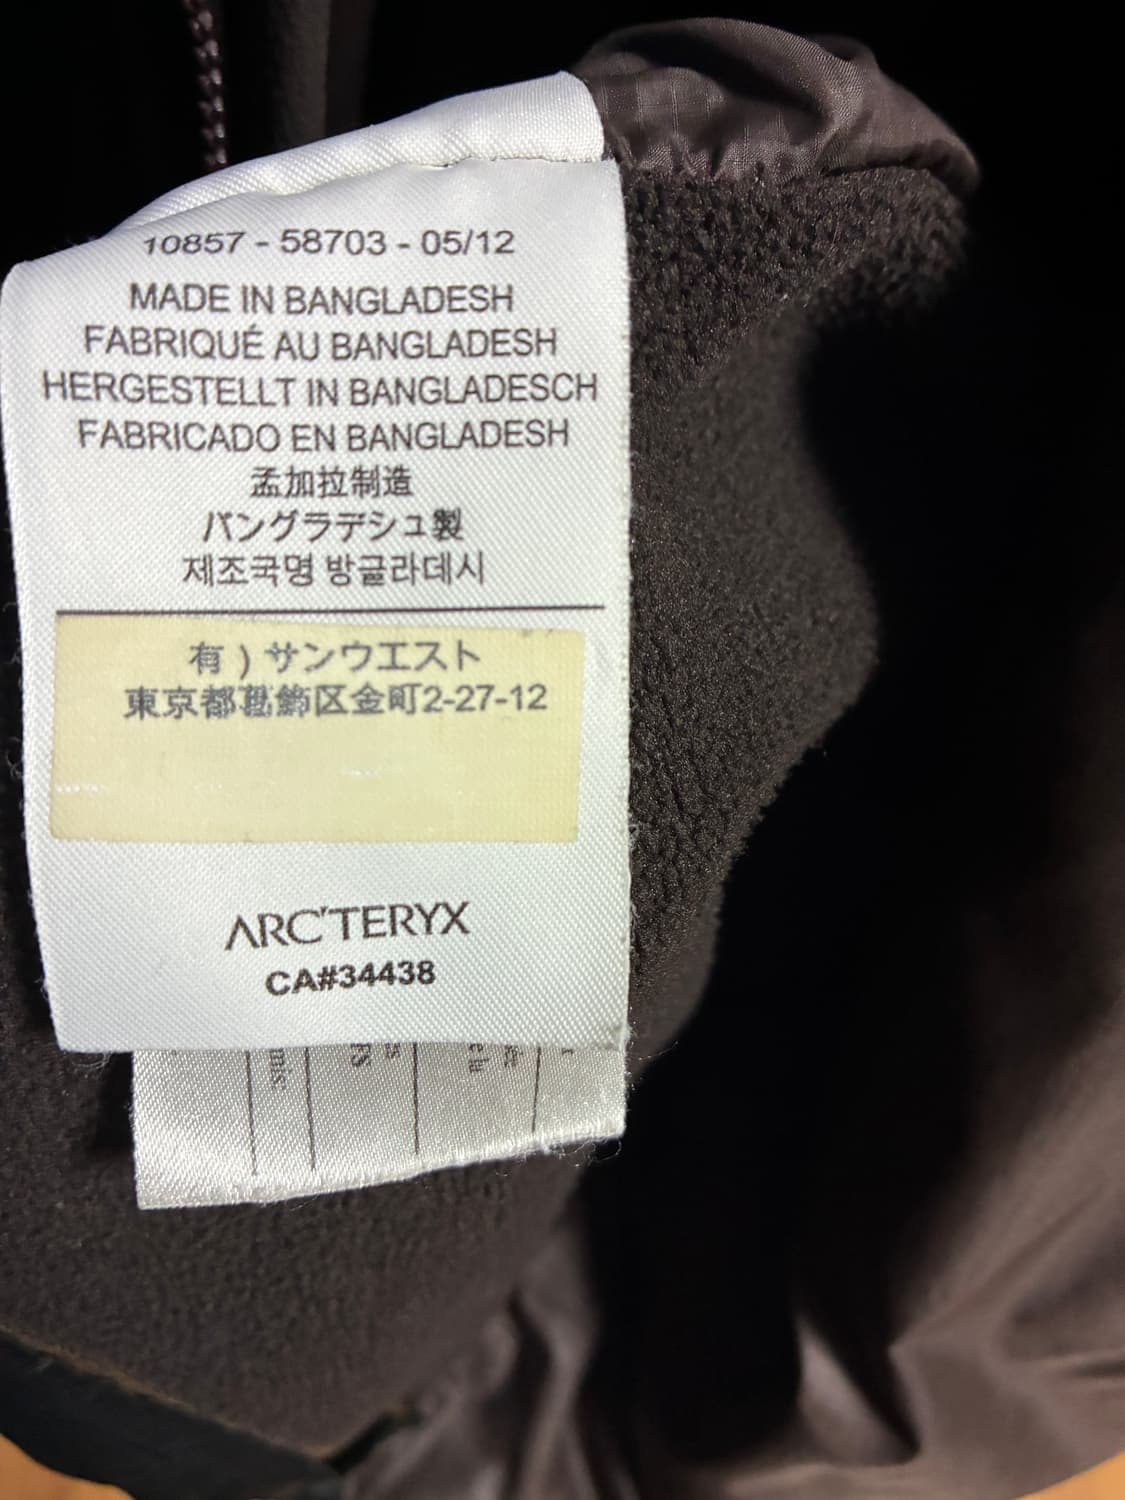 10857 - 58703 - 05/12
MADE IN BANGLADESH
FABRIQUÉ AU BANGLADESH
HERGESTELLT IN BANGLADESCH
FABRICADO EN BANGLADESH
孟加拉制造
バングラデシュ製
제조국명 방글라데시
有）サンウエスト
東京都葛飾区金町2-27-12
ARC'TERYX
CA#34438